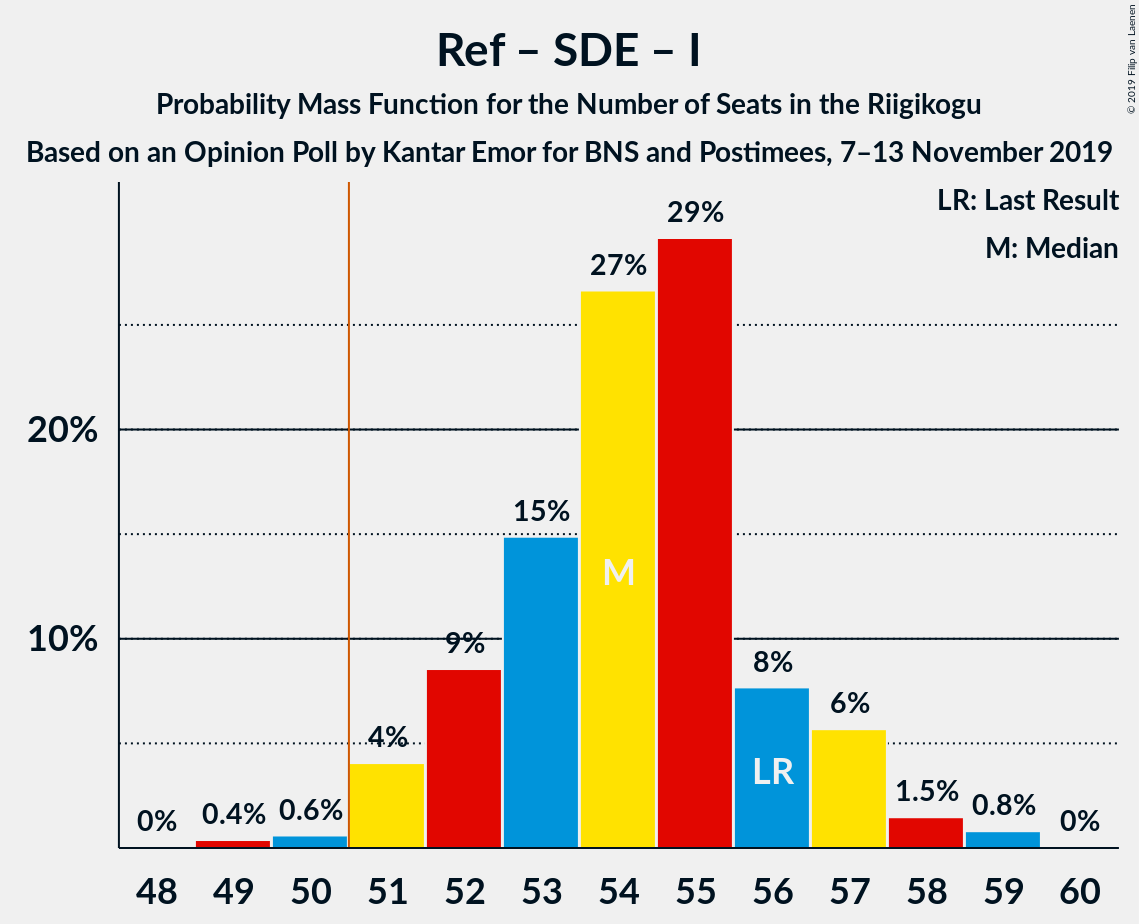 Ref – SDE – I
Probability Mass Function for the Number of Seats in the Riigikogu
Based on an Opinion Poll by Kantar Emor for BNS and Postimees, 7–13 November 2019
© 2019 Filip van Laenen
LR: Last Result
M: Median
29%
27%
20%
15%
M
10%
9%
8%
6%
4%
LR
1.5%
0.8%
0.6%
0.4%
0%
0%
48 49 50 51 52 53 54 55 56 57 58 59 60